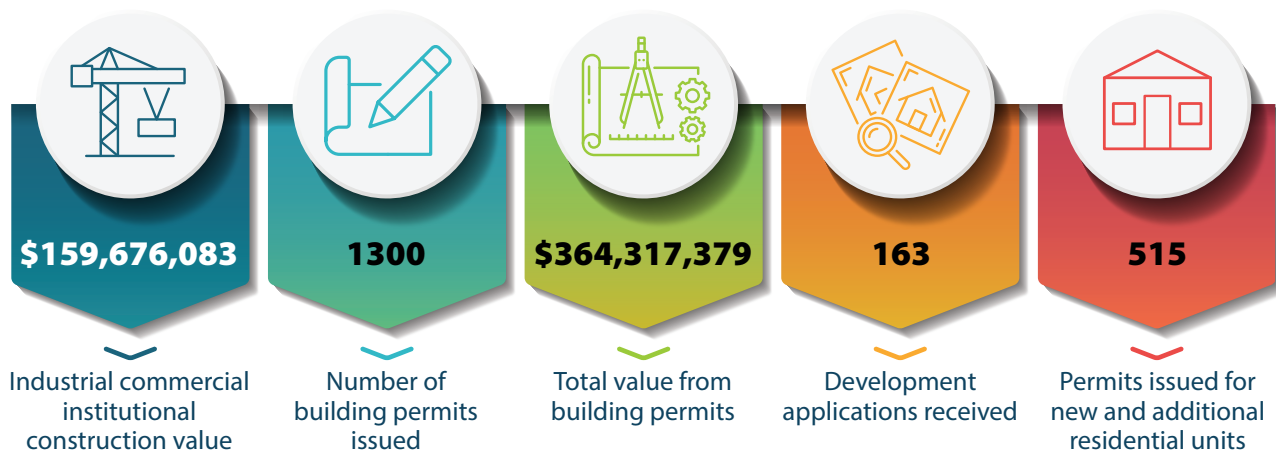 $159,676,083
Industrial commercial
institutional
construction value
1300
Number of
building permits
issued
$364,317,379
Total value from
building permits
163
Development
applications received
515
Permits issued for
new and additional
residential units